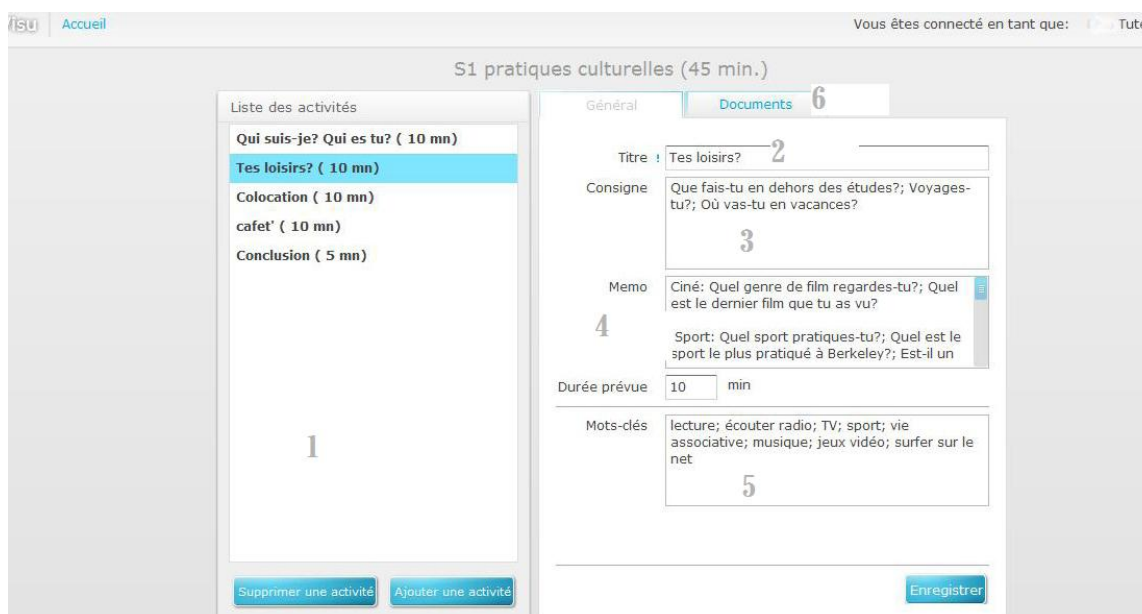 Visu Accueil Vous êtes connecté en tant que: Tute
S1 pratiques culturelles (45 min.)
Liste des activités
Qui suis-je? Qui es tu? ( 10 mn)
Tes loisirs? ( 10 mn)
Colocation ( 10 mn)
cafet' ( 10 mn)
Conclusion ( 5 mn)
1
Supprimer une activité Ajouter une activité
Général Documents 6
Titre ! Tes loisirs? 2
Consigne Que fais-tu en dehors des études?; Voyages-
tu?; Où vas-tu en vacances?
3
Memo Ciné: Quel genre de film regardes-tu?; Quel
est le dernier film que tu as vu?
4
Sport: Quel sport pratiques-tu?; Quel est le
sport le plus pratiqué à Berkeley?; Est-il un
Durée prévue 10 min
Mots-clés lecture; écouter radio; TV; sport; vie
associative; musique; jeux vidéo; surfer sur le
net
5
Enregistrer